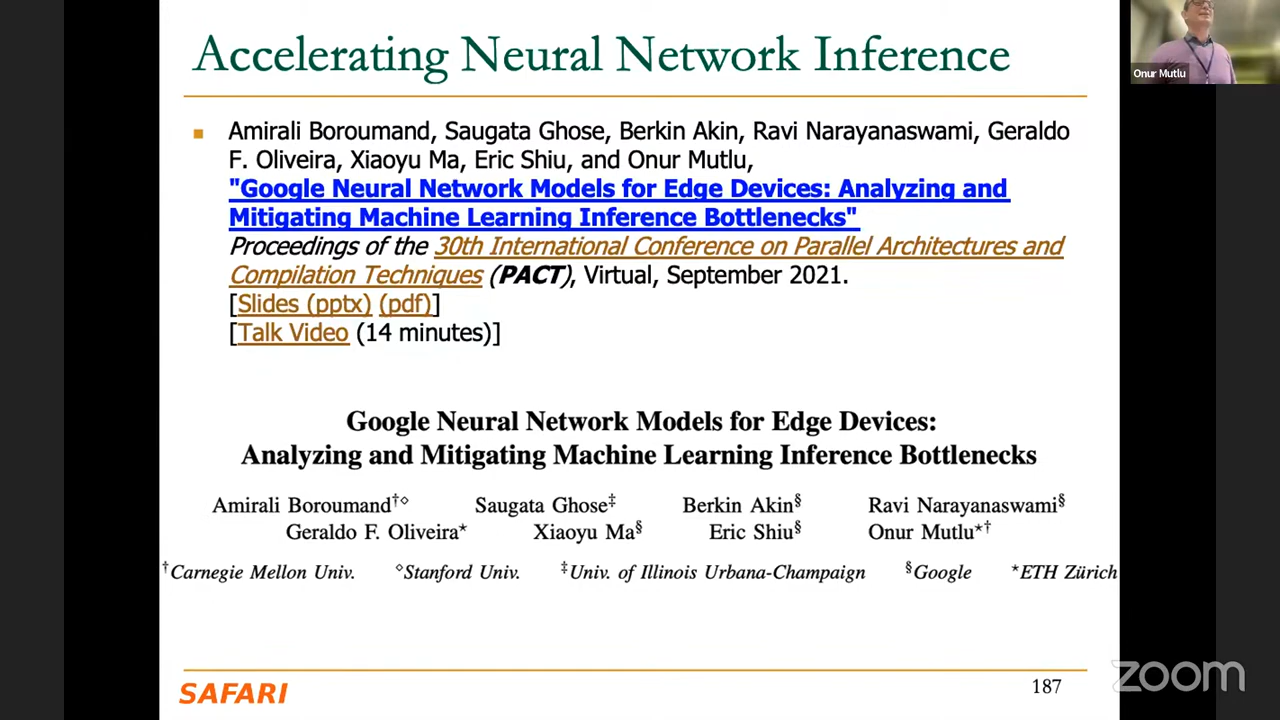 Accelerating Neural Network Inference
Onur Mutlu
■ Amirali Boroumand, Saugata Ghose, Berkin Akin, Ravi Narayanaswami, Geraldo
F. Oliveira, Xiaoyu Ma, Eric Shiu, and Onur Mutlu,
"Google Neural Network Models for Edge Devices: Analyzing and
Mitigating Machine Learning Inference Bottlenecks"
Proceedings of the 30th International Conference on Parallel Architectures and
Compilation Techniques (PACT), Virtual, September 2021.
[Slides (pptx) (pdf)]
[Talk Video (14 minutes)]
Google Neural Network Models for Edge Devices:
Analyzing and Mitigating Machine Learning Inference Bottlenecks
Amirali Boroumand†⋄ Saugata Ghose‡ Berkin Akin§ Ravi Narayanaswami§
Geraldo F. Oliveira⋆ Xiaoyu Ma§ Eric Shiu§ Onur Mutlu⋆†
†Carnegie Mellon Univ. ⋄Stanford Univ. ‡Univ. of Illinois Urbana-Champaign §Google ⋆ETH Zürich
SAFARI
187
zoom